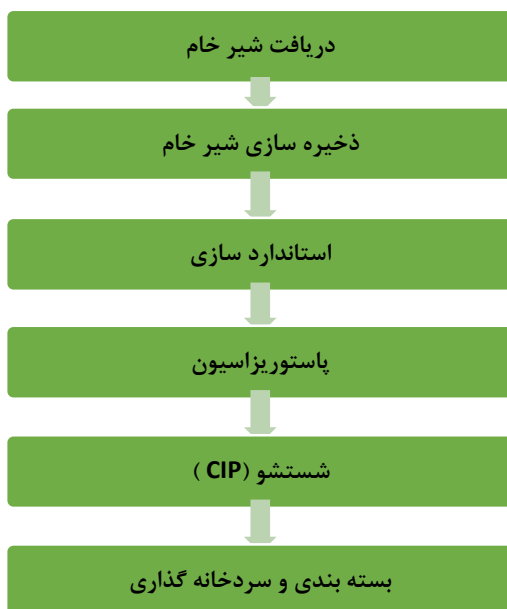 دریافت شیر خام
ذخیره سازی شیر خام
استاندارد سازی
پاستوریزاسیون
شستشو (CIP )
بسته بندی و سردخانه گذاری